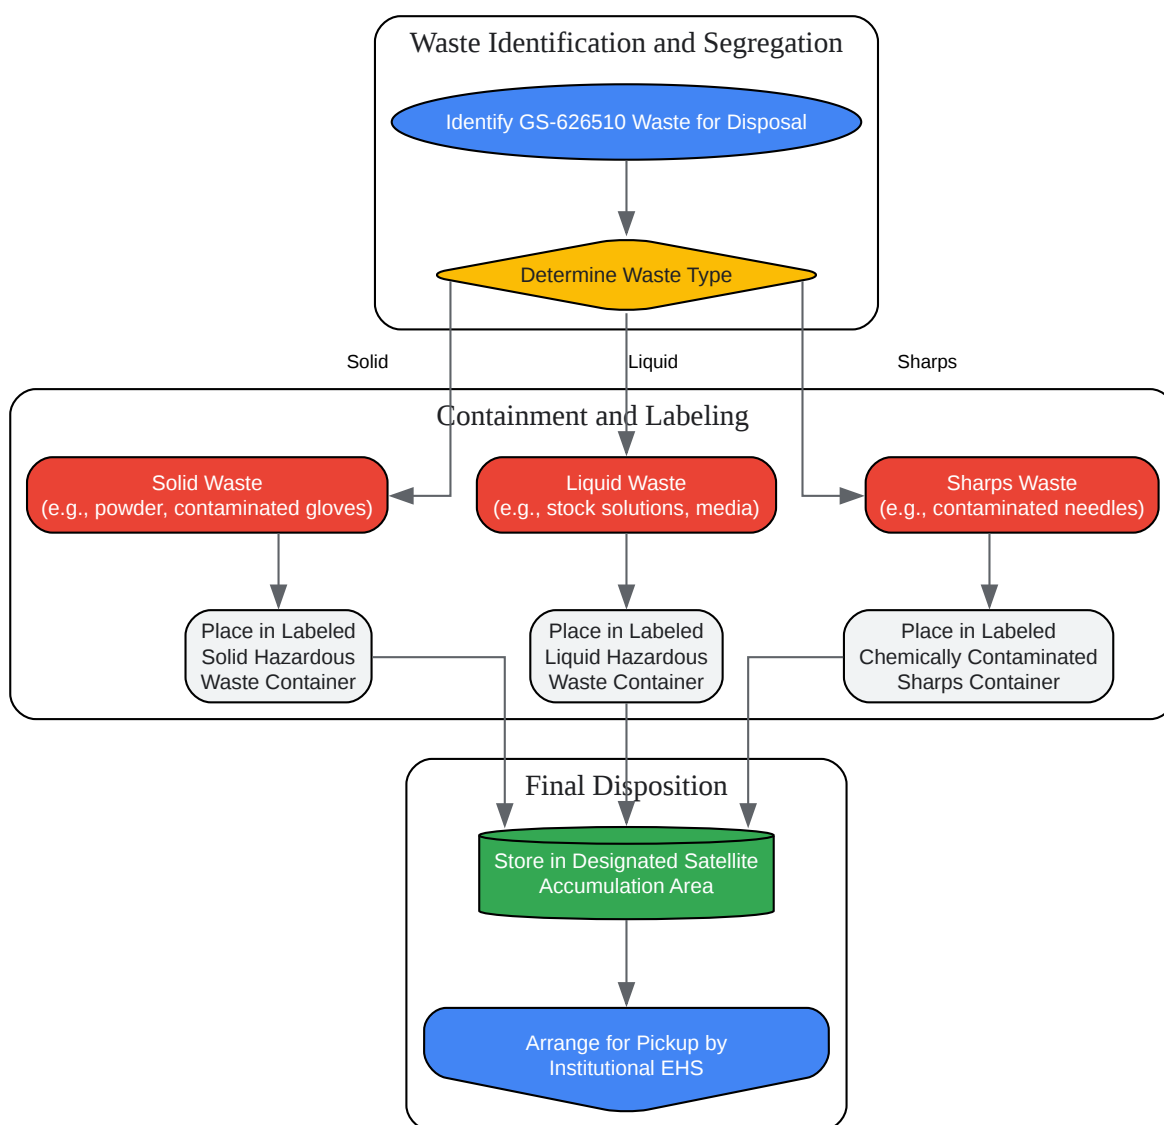 Waste Identification and Segregation
Identify GS-626510 Waste for Disposal
Determine Waste Type
Solid
Liquid
Sharps
Containment and Labeling
Solid Waste
(e.g., powder, contaminated gloves)
Liquid Waste
(e.g., stock solutions, media)
Sharps Waste
(e.g., contaminated needles)
Place in Labeled
Solid Hazardous
Waste Container
Place in Labeled
Liquid Hazardous
Waste Container
Place in Labeled
Chemically Contaminated
Sharps Container
Final Disposition
Store in Designated Satellite
Accumulation Area
Arrange for Pickup by
Institutional EHS